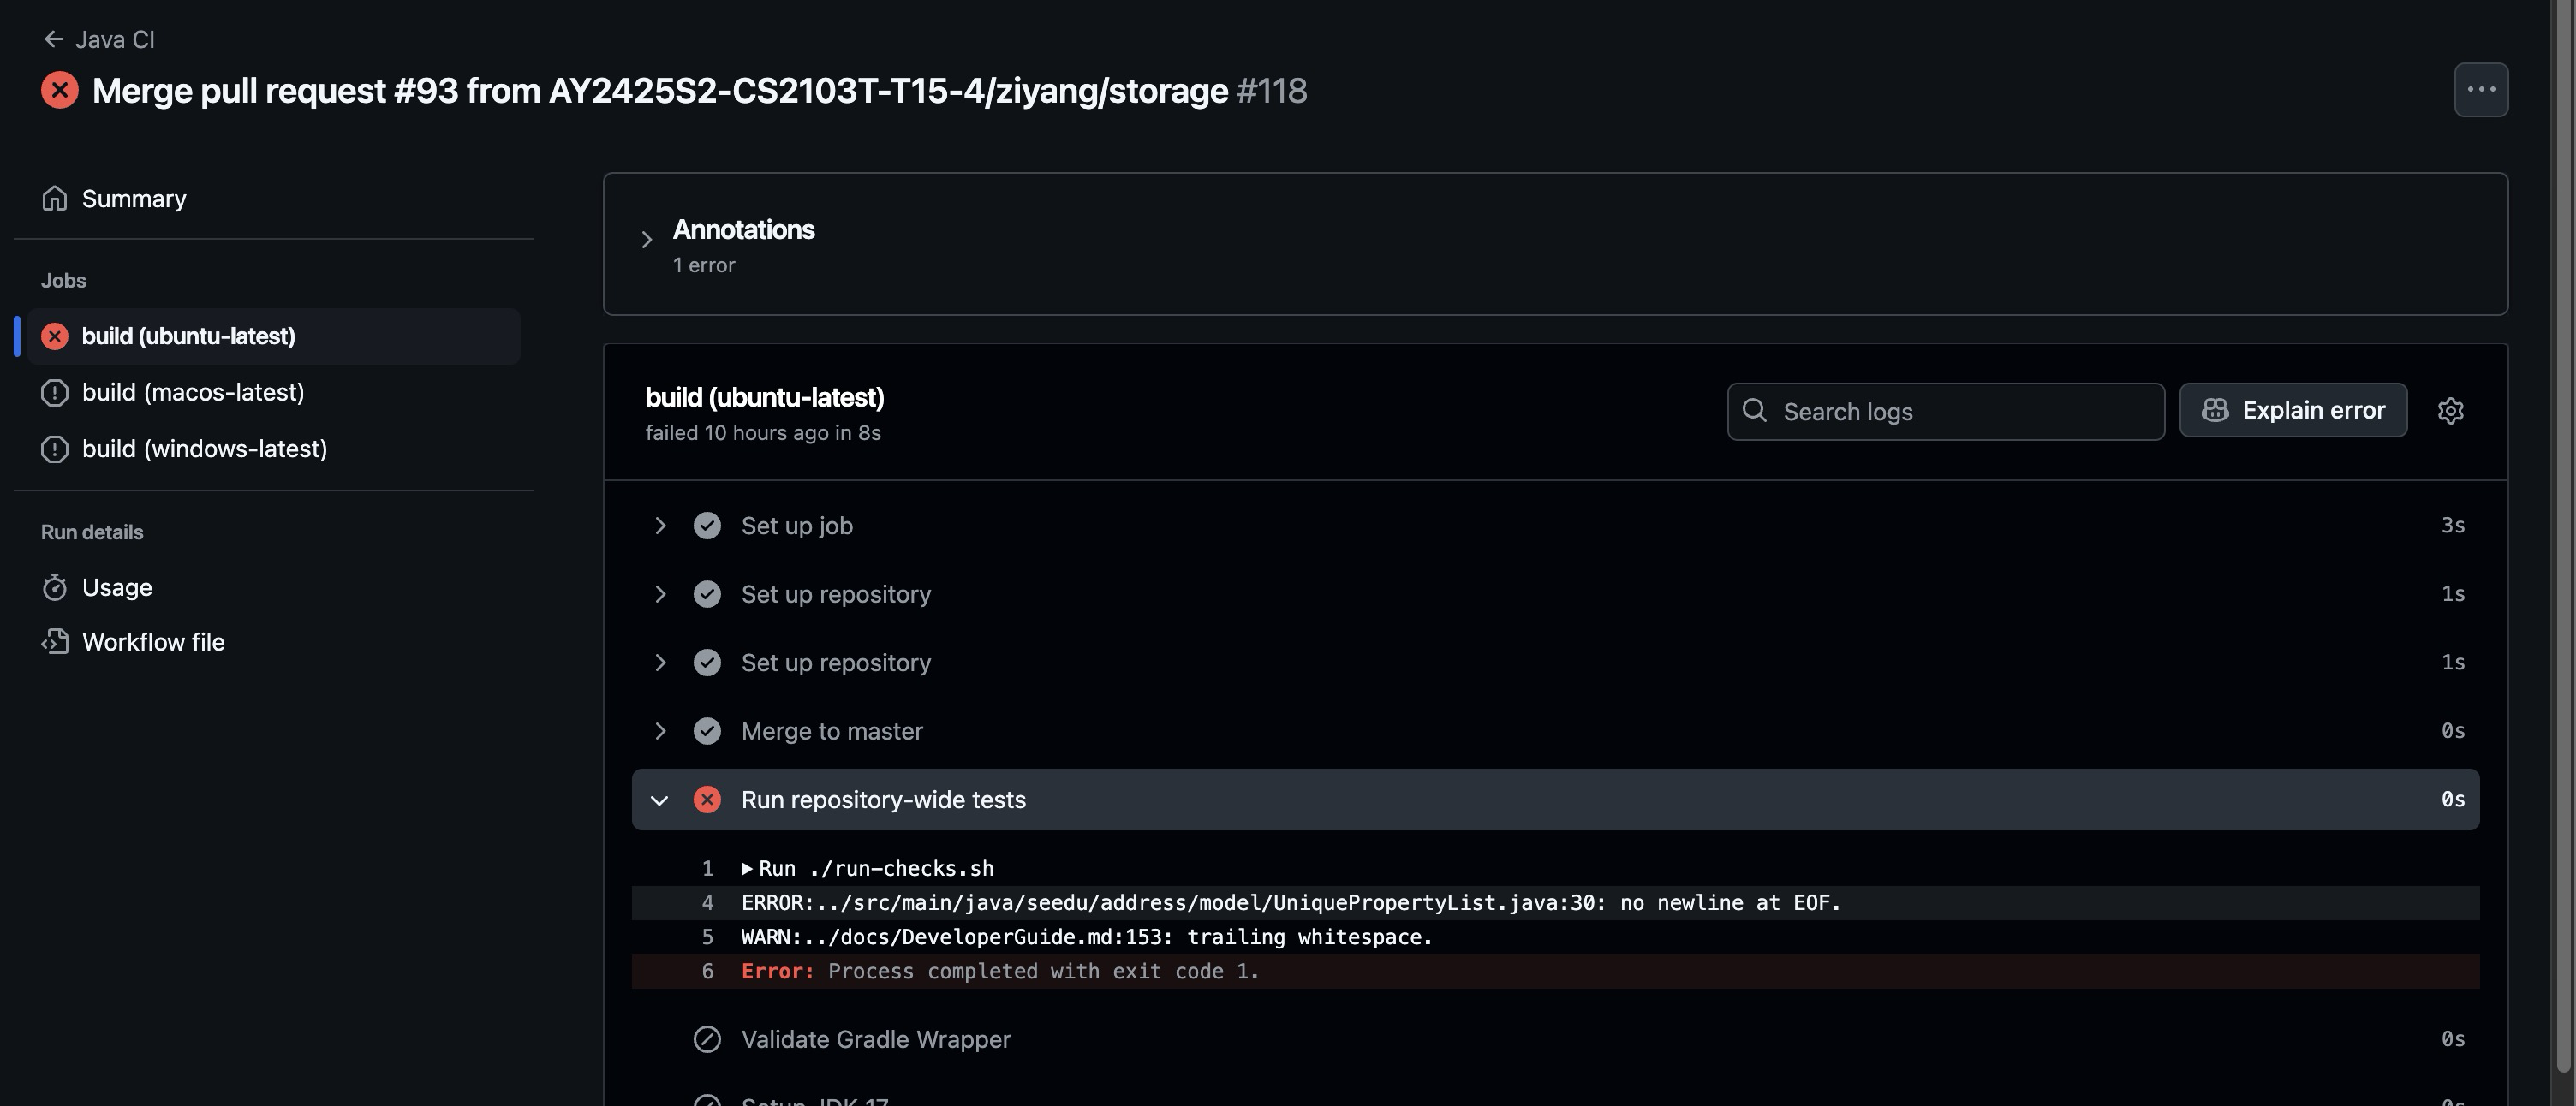 Java CI
Merge pull request #93 from AY2425S2-CS2103T-T15-4/ziyang/storage #118
Summary
Jobs
build (ubuntu-latest)
build (macos-latest)
build (windows-latest)
Run details
Usage
Workflow file
Annotations
1 error
build (ubuntu-latest)
failed 10 hours ago in 8s
Search logs
Explain error
Set up job 3s
Set up repository 1s
Set up repository 1s
Merge to master 0s
Run repository-wide tests 0s
1 Run ./run-checks.sh
4 ERROR:../src/main/java/seedu/address/model/UniquePropertyList.java:30: no newline at EOF.
5 WARN:../docs/DeveloperGuide.md:153: trailing whitespace.
6 Error: Process completed with exit code 1.
Validate Gradle Wrapper 0s
Setup JDK 17 0s